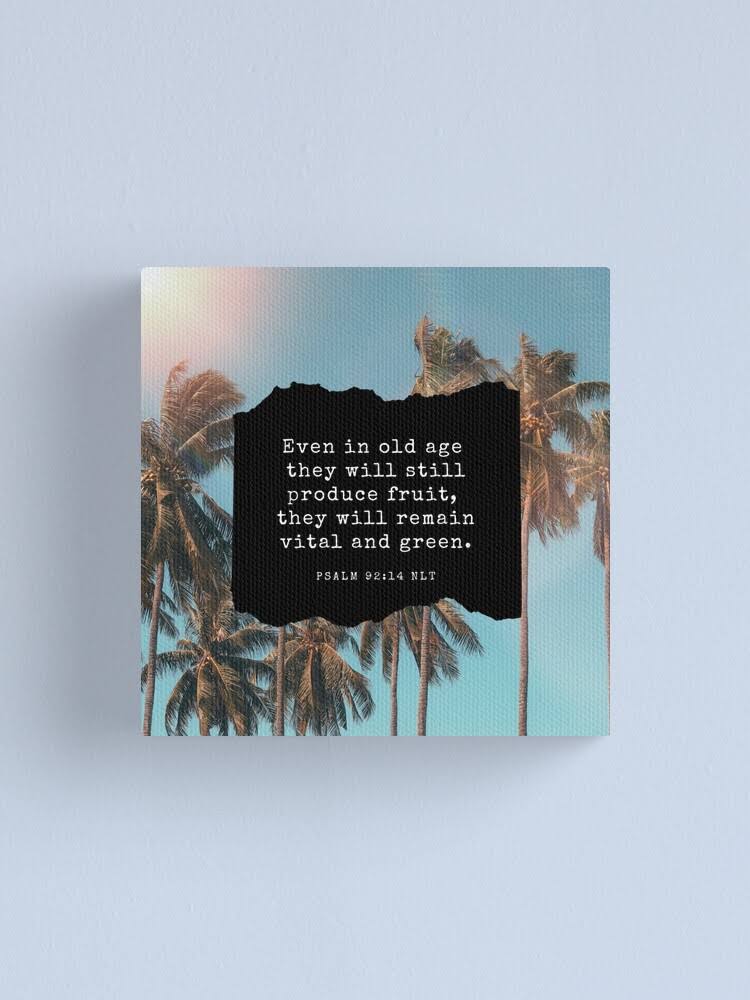 Even in old age
they will still
produce fruit,
they will remain
vital and green.
PSALM 92:14 NLT